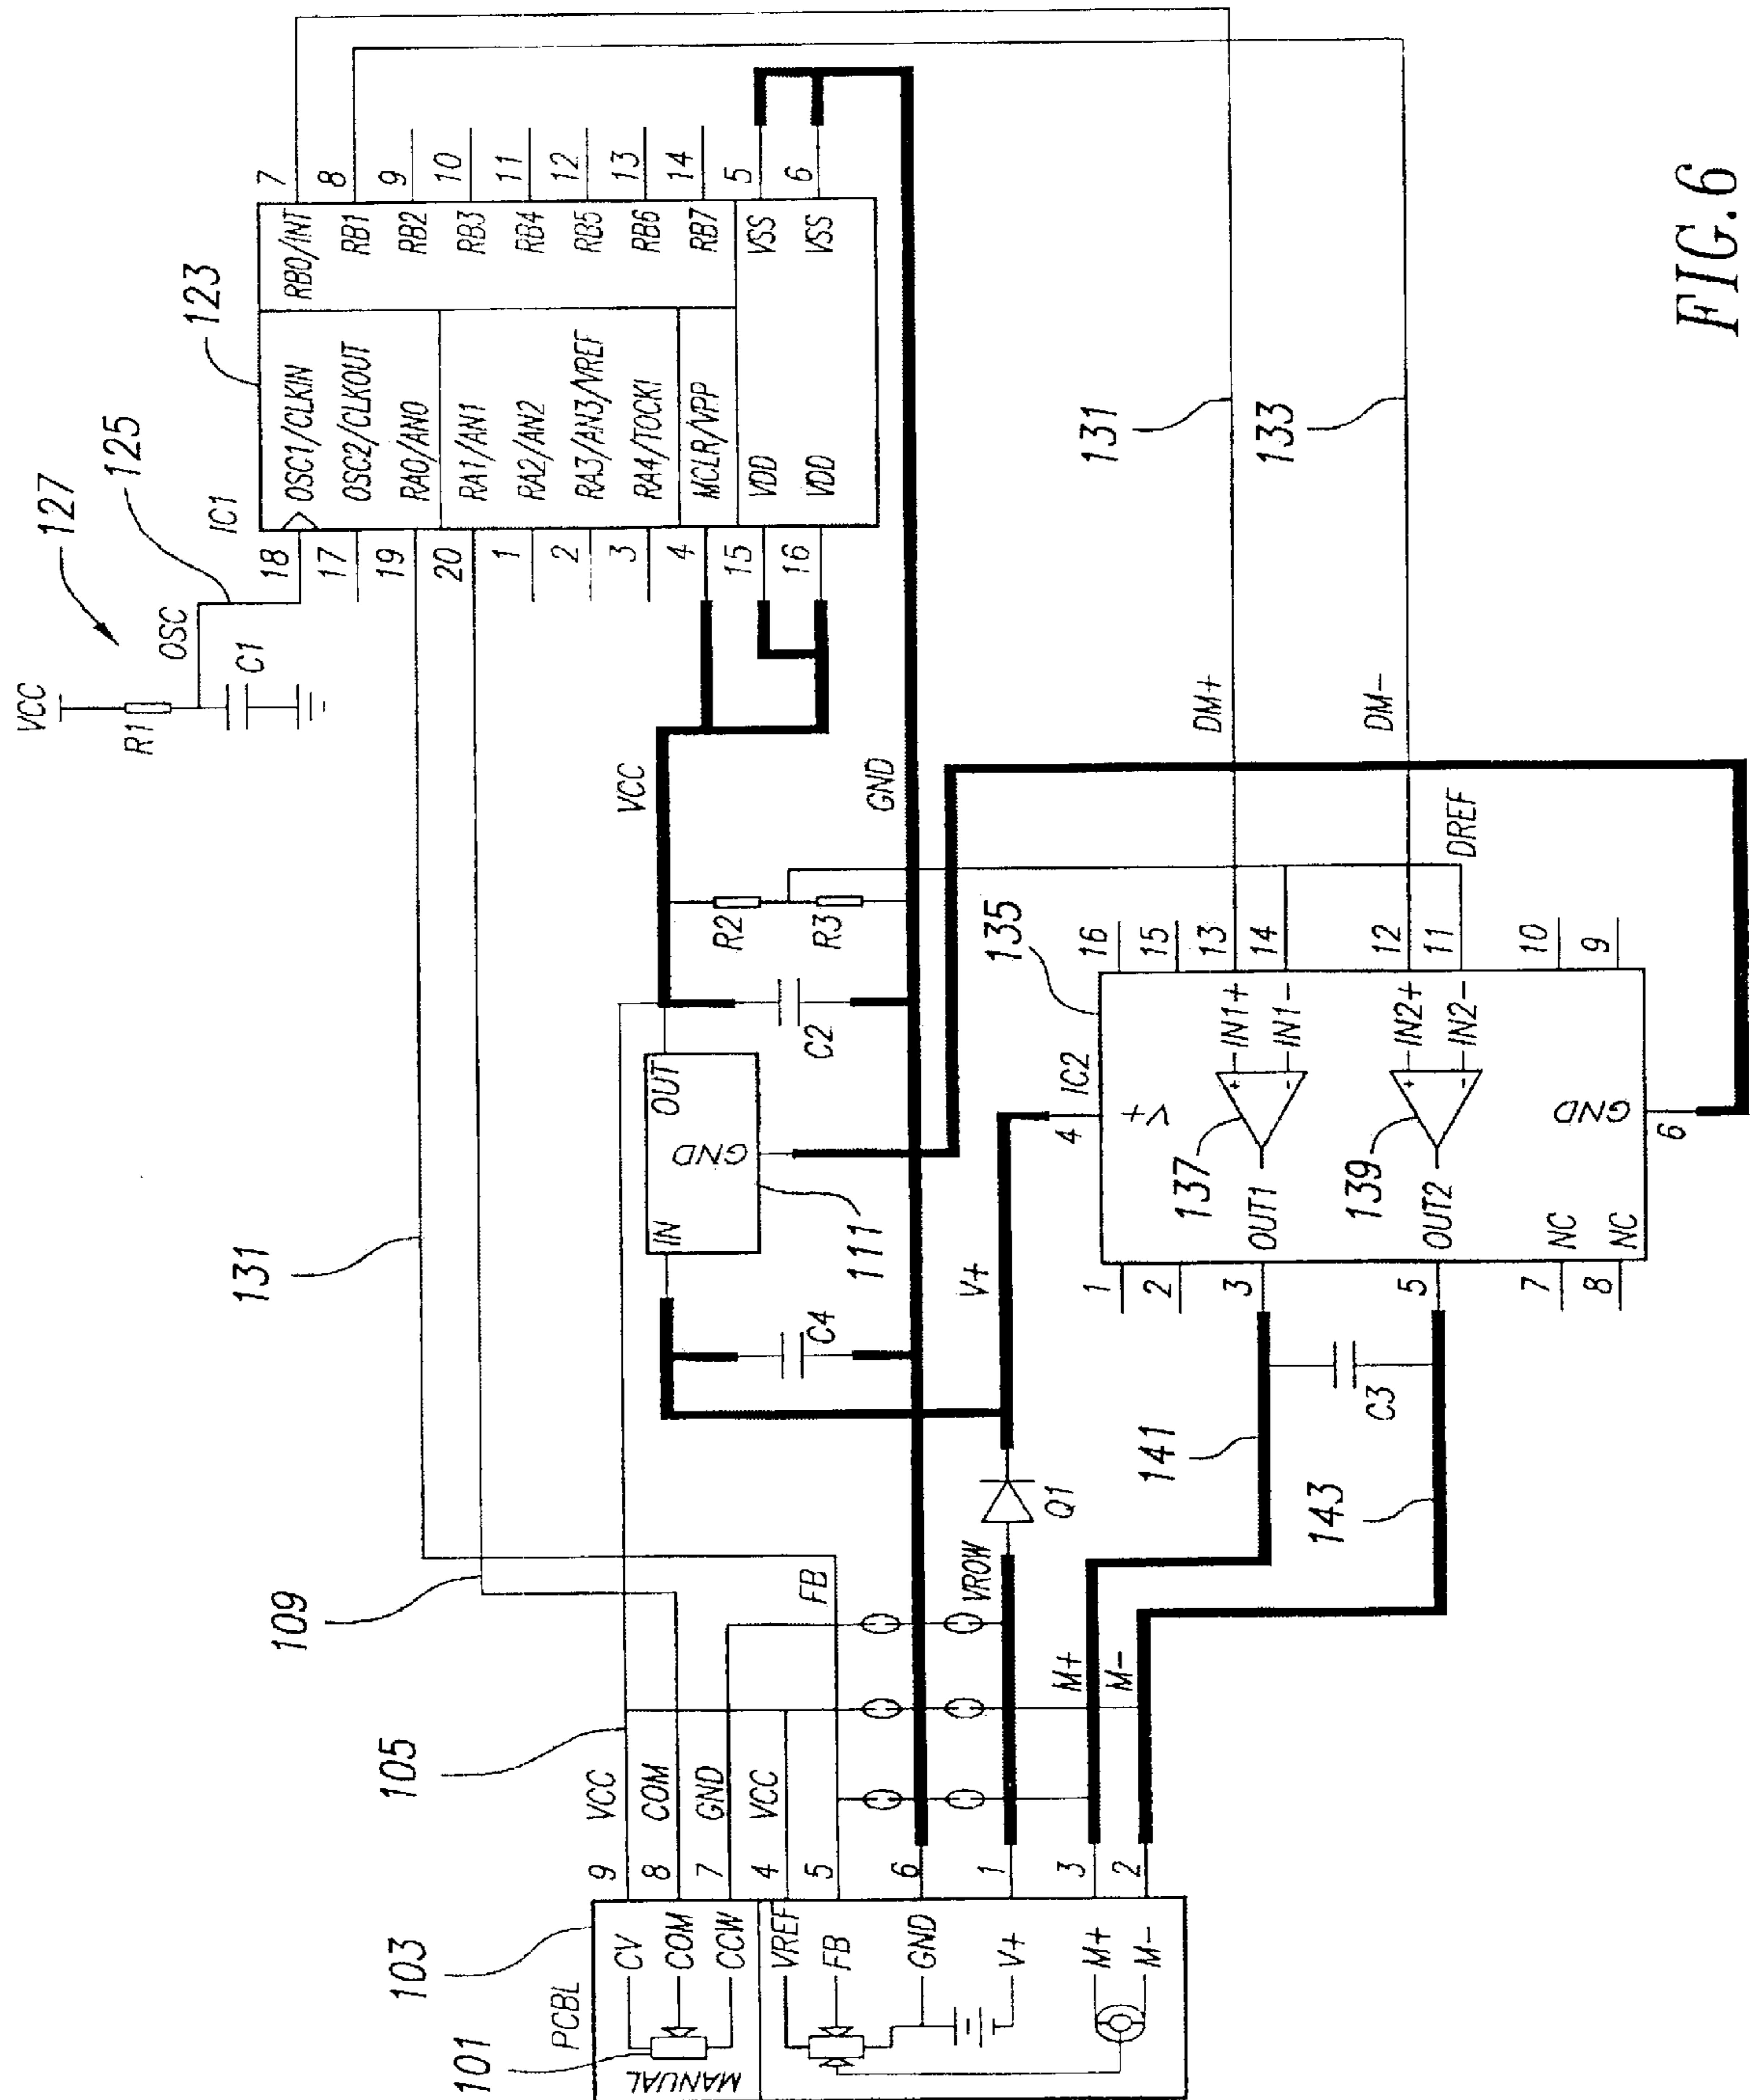 VCC
R1
OSC
C1
127
125
123
IC1
18
17
19
20
1
2
3
4
15
16
OSC1/CLKIN
OSC2/CLKOUT
RA0/AN0
RA1/AN1
RA2/AN2
RA3/AN3/VREF
RA4/TOCKI
MCLR/VPP
VDD
VDD
RB0/INT
RB1
RB2
RB3
RB4
RB5
RB6
RB7
VSS
VSS
7
8
9
10
11
12
13
14
5
6
131
109
105
103
101
PCBL
MANUAL
CV
COM
CCW
VREF
FB
GND
V+
M+
M-
9
8
7
4
5
6
1
3
2
VCC
COM
GND
VCC
FB
VROW
M+
M-
Q1
C4
IN
OUT
GND
111
C2
R2
R3
VCC
GND
V+
141
143
C3
135
IC2
V+
4
1
2
3
5
7
8
OUT1
OUT2
NC
NC
137
139
IN1+
IN1-
IN2+
IN2-
+
-
+
-
GND
6
16
15
13
14
12
11
10
9
DREF
DM+
DM-
131
133
FIG.6